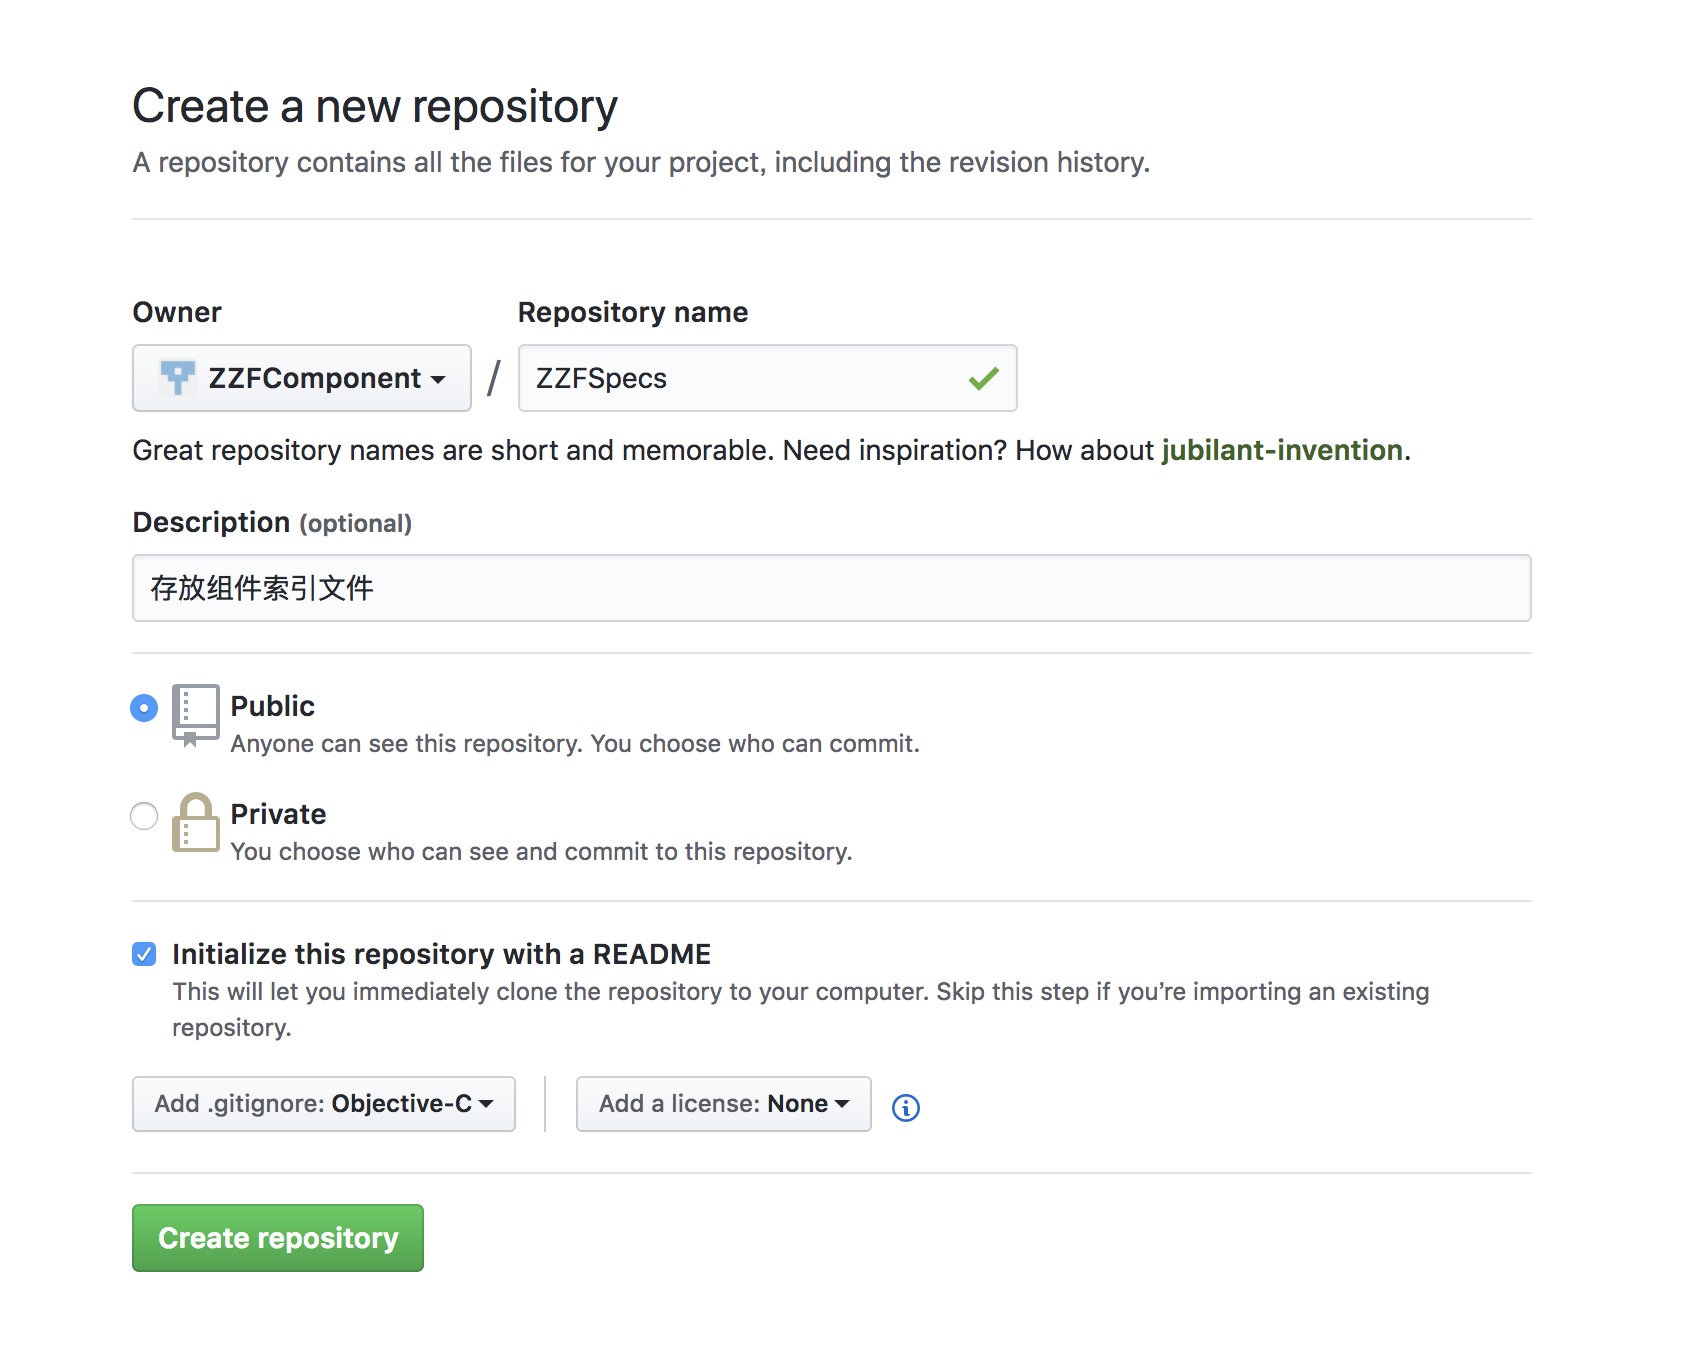 Create a new repository
A repository contains all the files for your project, including the revision history.
Owner
Repository name
ZZFComponent / ZZFSpecs
Great repository names are short and memorable. Need inspiration? How about jubilant-invention.
Description (optional)
存放组件索引文件
Public
Anyone can see this repository. You choose who can commit.
Private
You choose who can see and commit to this repository.
Initialize this repository with a README
This will let you immediately clone the repository to your computer. Skip this step if you’re importing an existing
repository.
Add .gitignore: Objective-C
Add a license: None
Create repository